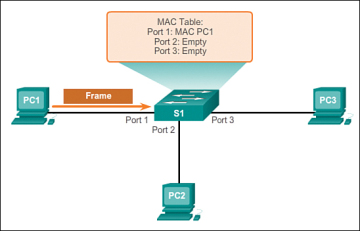 MAC Table:
Port 1: MAC PC1
Port 2: Empty
Port 3: Empty
PC1
Frame
S1
PC3
Port 1
Port 3
Port 2
PC2